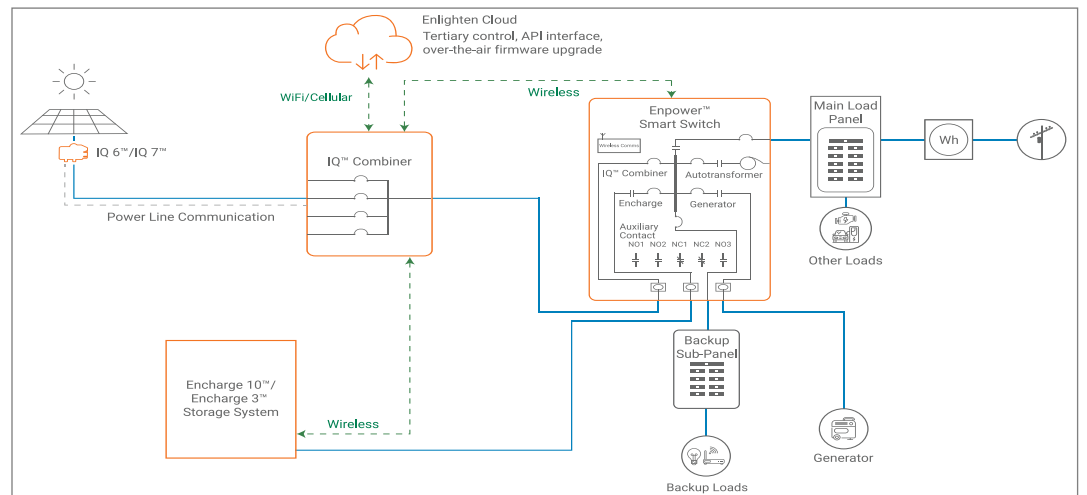 Enlighten Cloud
Tertiary control, API interface,
over-the-air firmware upgrade
WiFi/Cellular
Wireless
IQ 6™/IQ 7™
IQ™ Combiner
Power Line Communication
Enpower™
Smart Switch
Wireless Comms
IQ™ Combiner
Autotransformer
Encharge
Generator
Auxiliary
Contact
NO1 NO2 NC1 NC2 NO3
Main Load
Panel
Wh
Other Loads
Encharge 10™/
Encharge 3™
Storage System
Wireless
Backup
Sub-Panel
Backup Loads
Generator